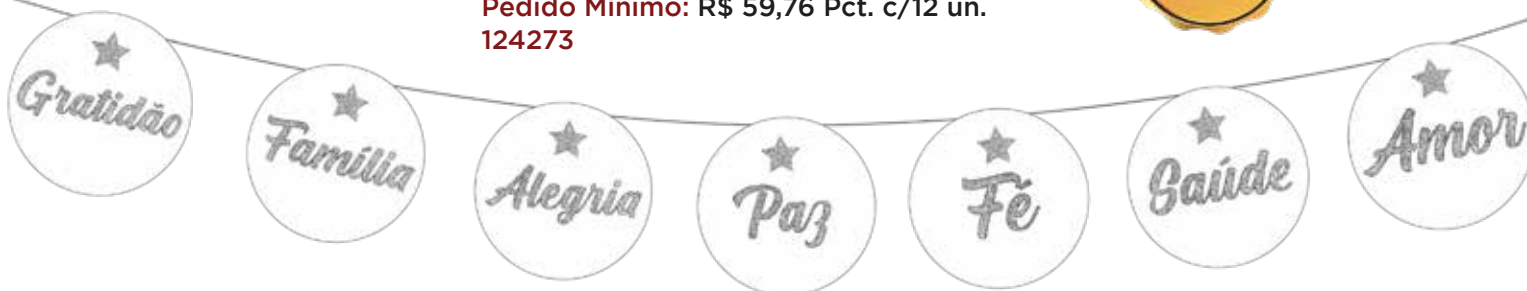 Pedido Mínimo: R$ 59,76 Pct. c/12 un.
124273
Gratidão
Família
Alegria
Paz
Fé
Saúde
Amor